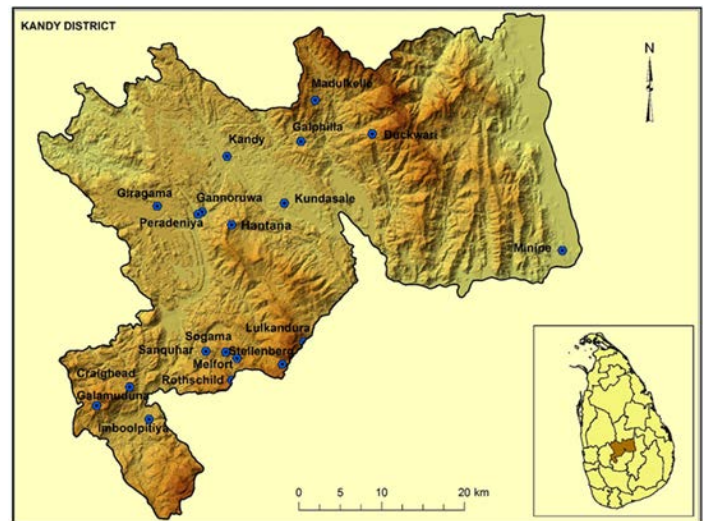 KANDY DISTRICT
N
Madulkelle
Galphilla
Duckwari
Kandy
Giragama
Gannoruwa
Kundasale
Peradeniya
Hantana
Minipe
Lulkandura
Sogama
Sanquhar
Stellenberg
Melfort
Craighead
Rothschild
Galamuduna
Imboolpitiya
0 5 10 20 km